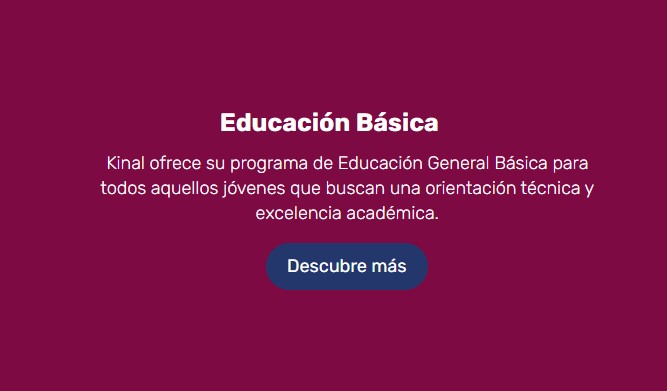 Educación Básica
Kinal ofrece su programa de Educación General Básica para
todos aquellos jóvenes que buscan una orientación técnica y
excelencia académica.
Descubre más